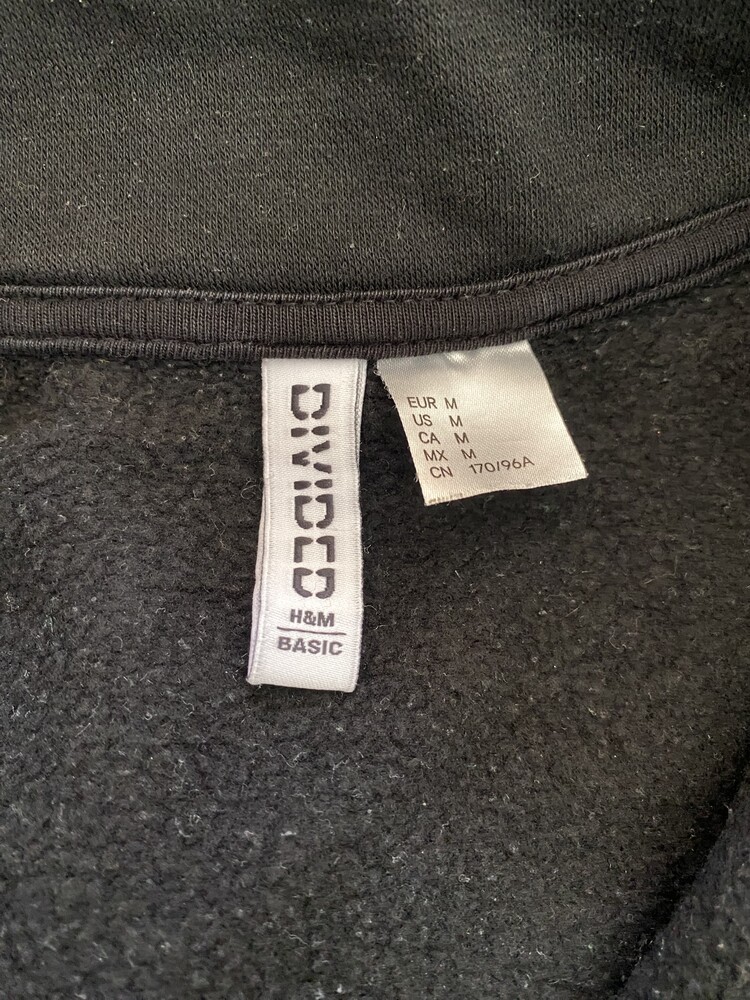 DIVIDED
H&M
BASIC
EUR M
US M
CA M
MX M
CN 170/96A